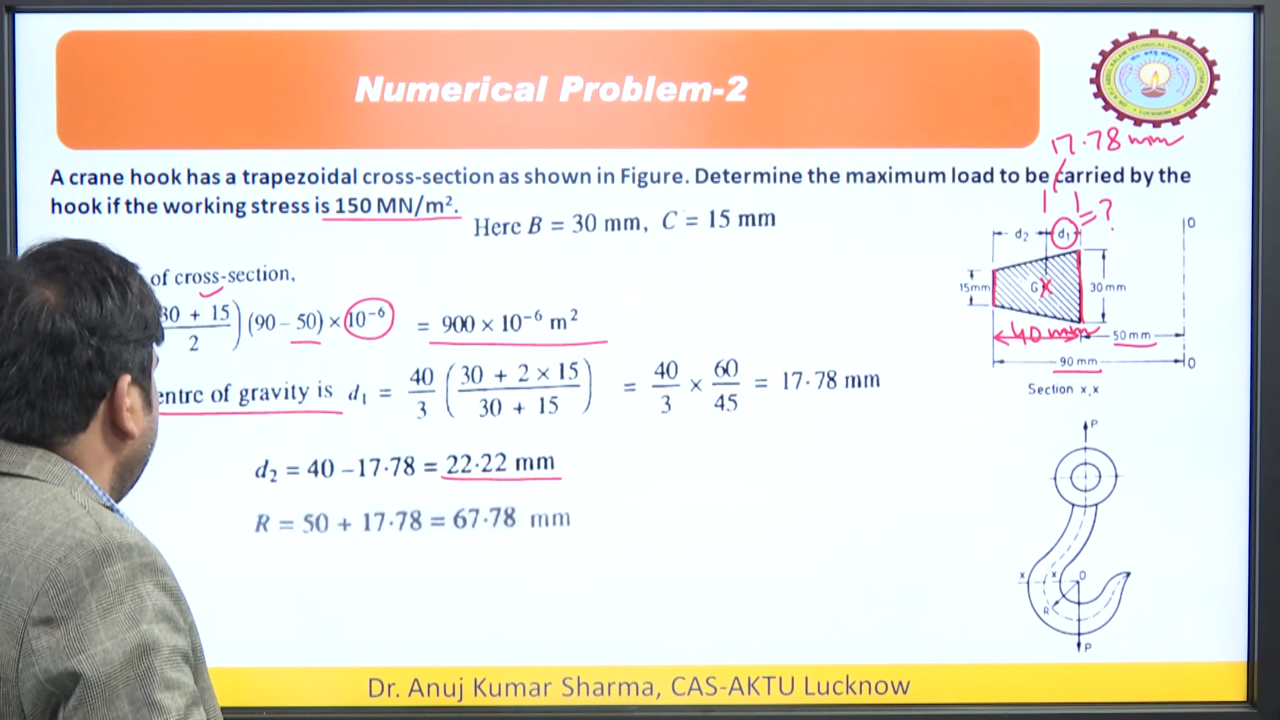 Numerical Problem-2
17.78 mm
A crane hook has a trapezoidal cross-section as shown in Figure. Determine the maximum load to be carried by the
hook if the working stress is 150 MN/m².
Here B = 30 mm, C = 15 mm
of cross-section,
30 + 15 / 2 ) (90 – 50) × 10⁻⁶ = 900 × 10⁻⁶ m²
entre of gravity is d₁ = 40/3 ( 30 + 2 × 15 / 30 + 15 ) = 40/3 × 60/45 = 17·78 mm
d₂ = 40 – 17·78 = 22·22 mm
R = 50 + 17·78 = 67·78 mm
= ?
d₂ d₁ O
15mm G 30mm
40 mm 50 mm
90 mm O
Section x,x
P
x x O
R
P
Dr. Anuj Kumar Sharma, CAS-AKTU Lucknow